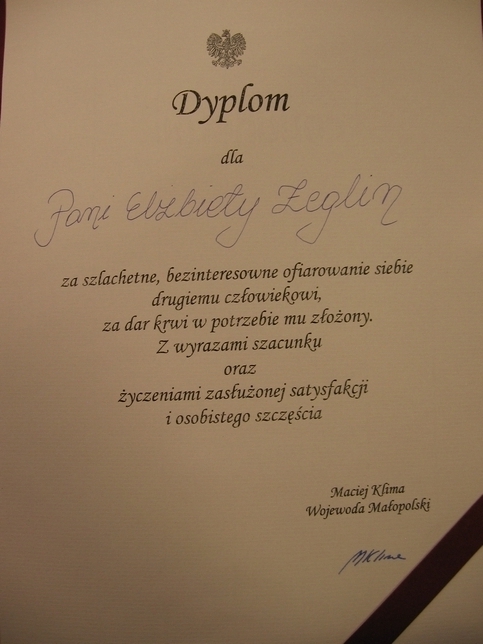 Dyplom
dla
Pani Elżbiety Żeglin
za szlachetne, bezinteresowne ofiarowanie siebie
drugiemu człowiekowi,
za dar krwi w potrzebie mu złożony.
Z wyrazami szacunku
oraz
życzeniami zasłużonej satysfakcji
i osobistego szczęścia
Maciej Klima
Wojewoda Małopolski
MKlima